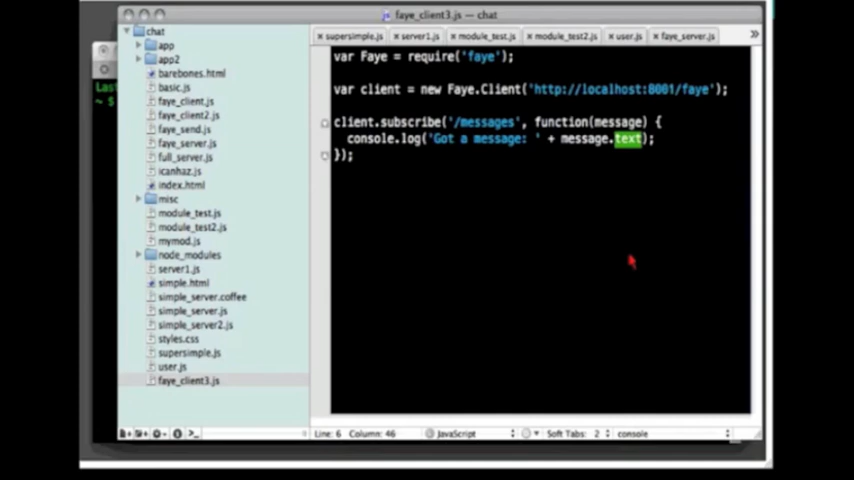 faye_client3.js — chat
chat
app
app2
barebones.html
basic.js
faye_client.js
faye_client2.js
faye_send.js
faye_server.js
full_server.js
icanhaz.js
index.html
misc
module_test.js
module_test2.js
mymod.js
node_modules
server1.js
simple.html
simple_server.coffee
simple_server.js
simple_server2.js
styles.css
supersimple.js
user.js
faye_client3.js
supersimple.js server1.js module_test.js module_test2.js user.js faye_server.js »
var Faye = require('faye');
var client = new Faye.Client('http://localhost:8001/faye');
client.subscribe('/messages', function(message) {
console.log('Got a message: ' + message.text);
});
Line: 6 Column: 46 JavaScript Soft Tabs: 2 console
Last
~ $